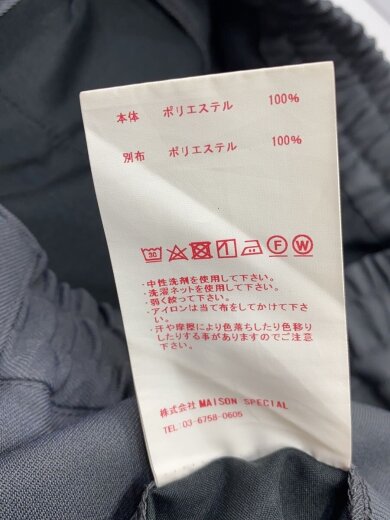 本体 ポリエステル 100%
別布 ポリエステル 100%
30 F W
・中性洗剤を使用して下さい。
・洗濯ネットを使用して下さい。
・弱く絞って下さい。
・アイロンは当て布をしてかけて下さい。
・汗や摩擦により色落ちしたり色移りしたりする事がありますのでご注意下さい。
株式会社 MAISON SPECIAL
TEL:03-6758-0605